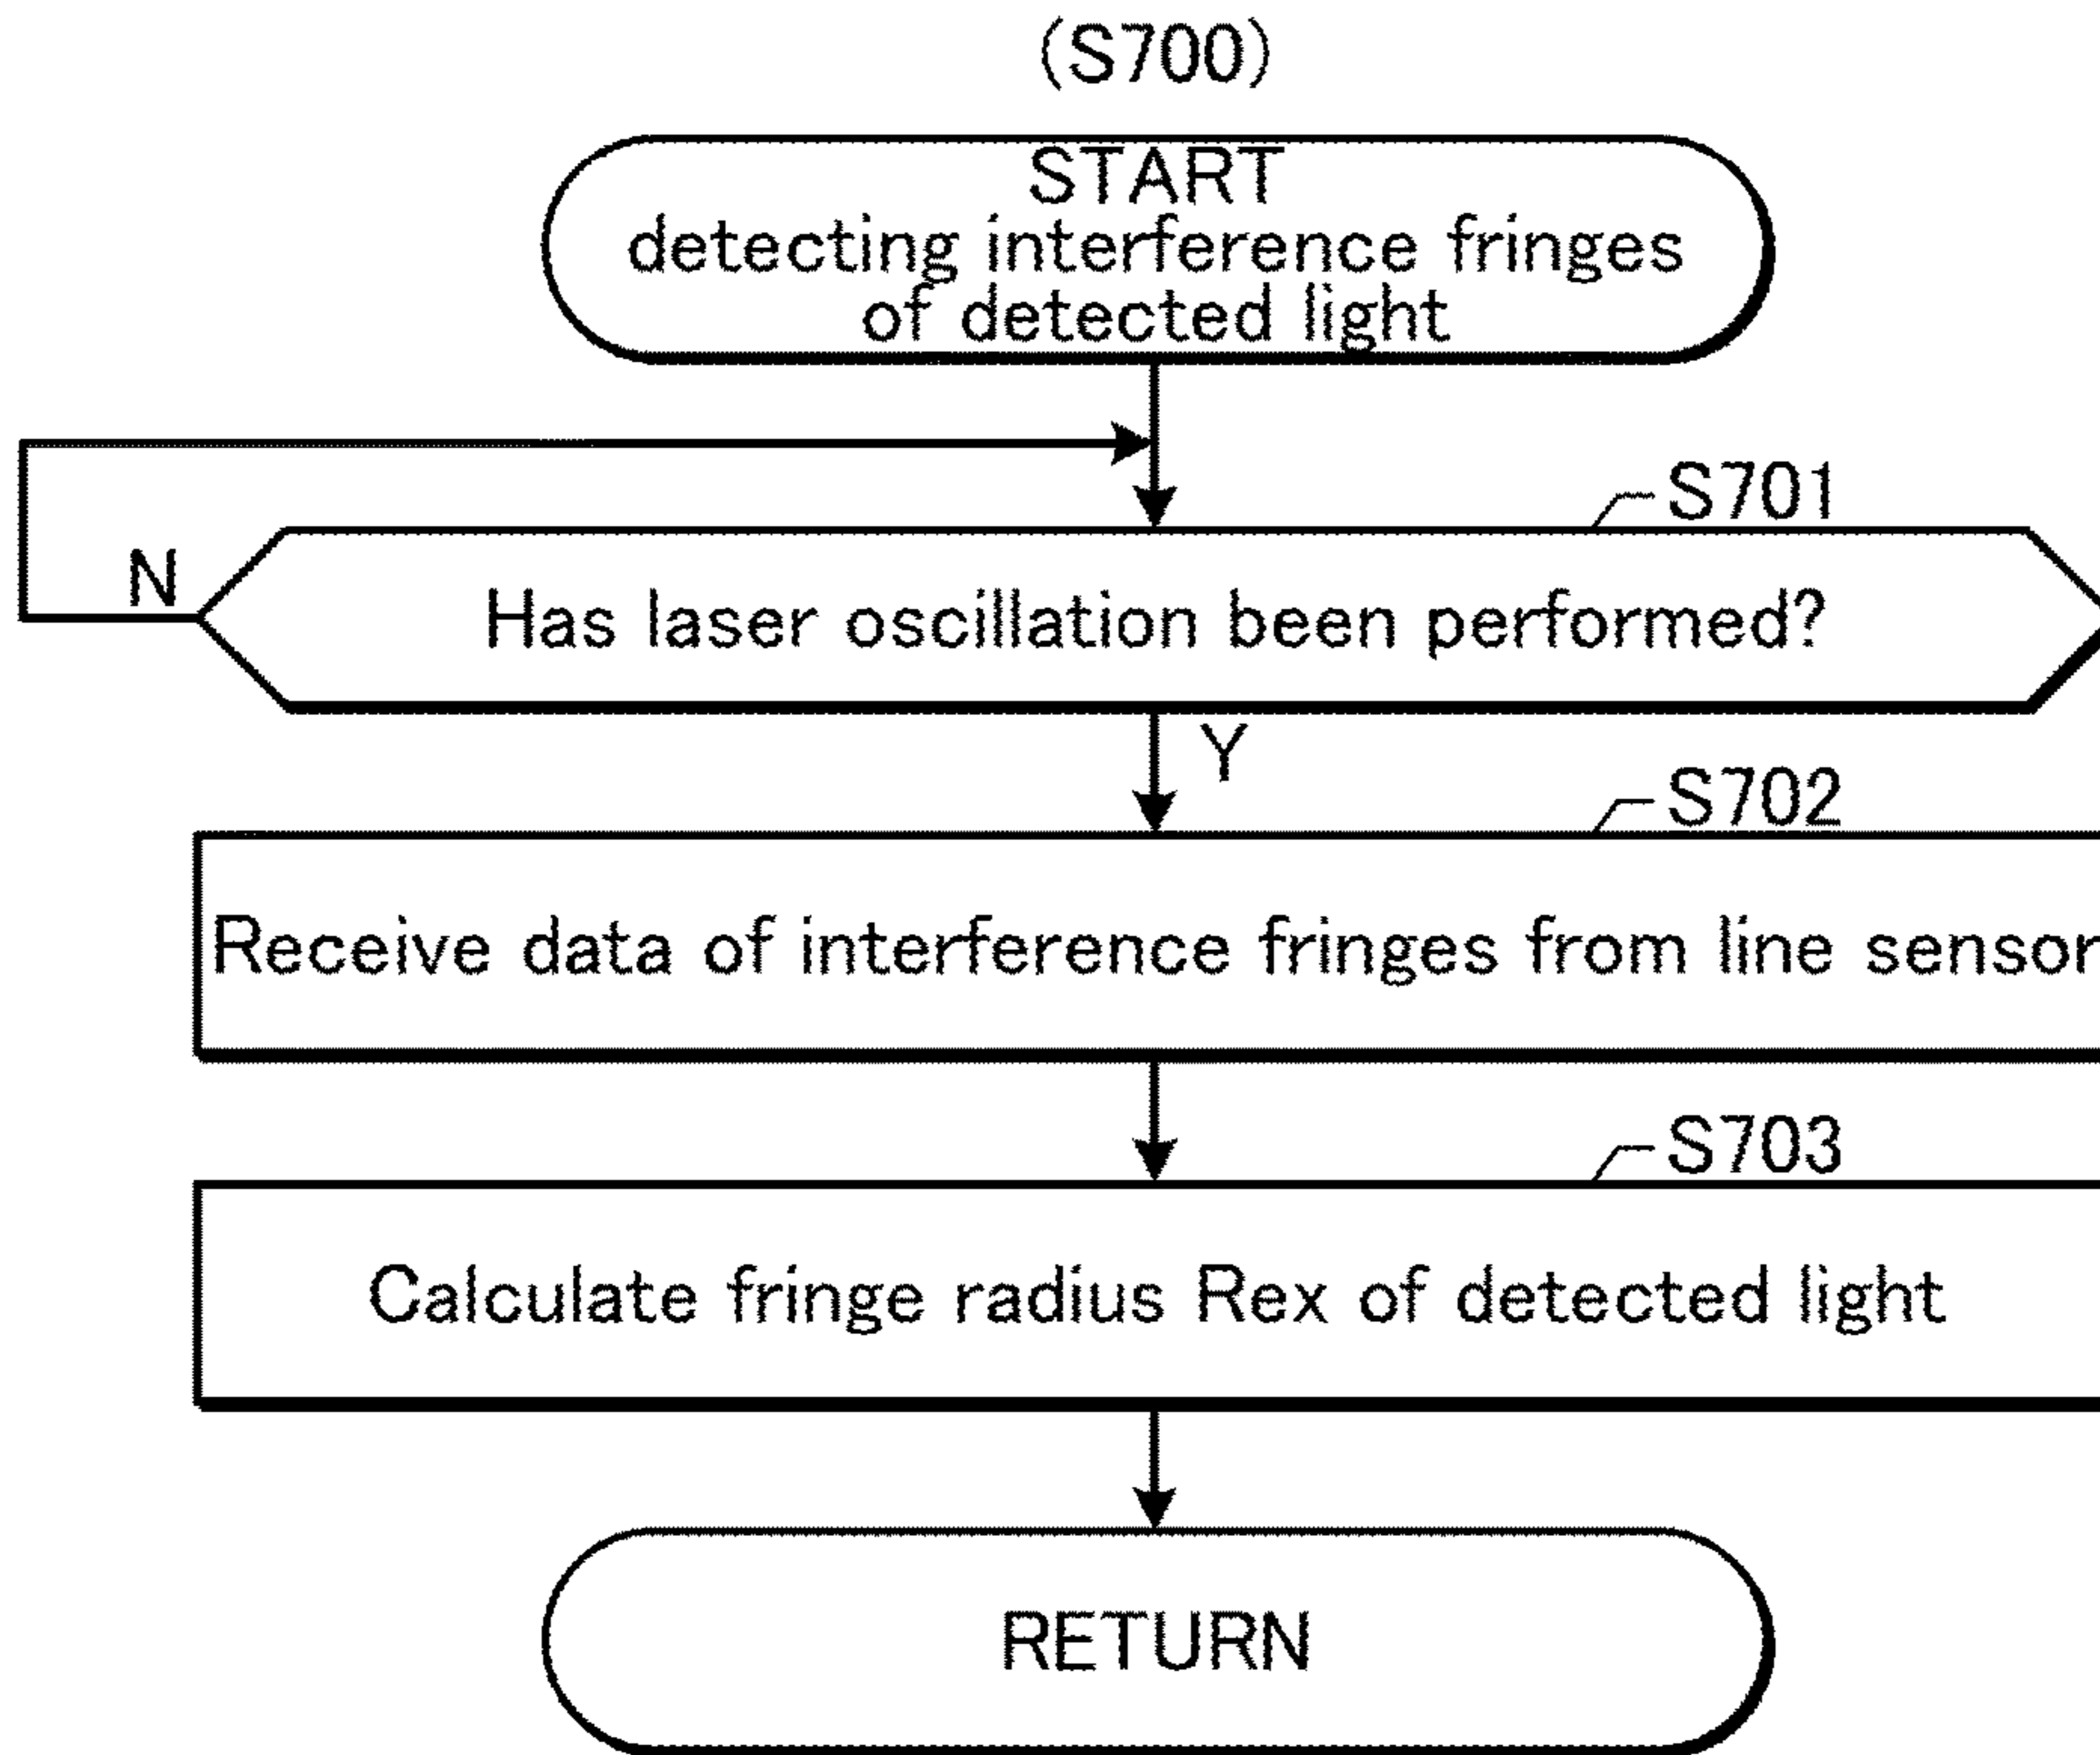 (S700)
START
detecting interference fringes
of detected light
S701
N
Has laser oscillation been performed?
Y
S702
Receive data of interference fringes from line sensor
S703
Calculate fringe radius Rex of detected light
RETURN